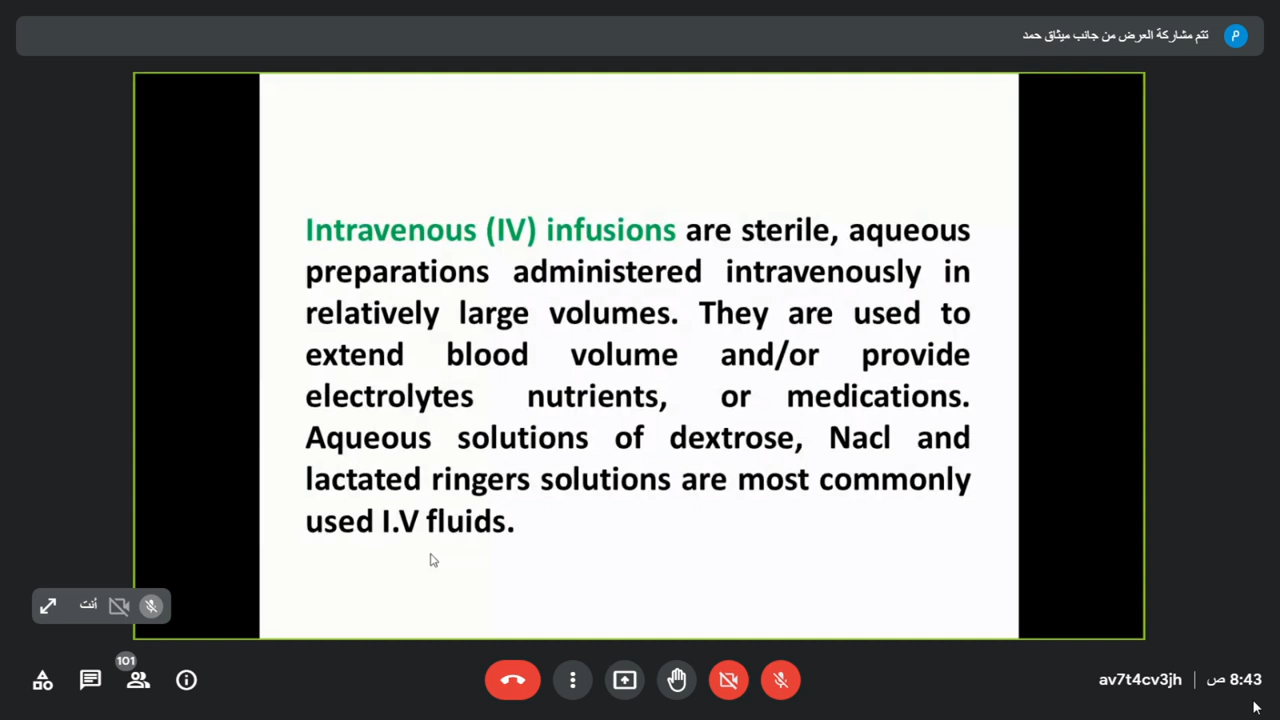 تتم مشاركة العرض من جانب ميثاق حمد
م
Intravenous (IV) infusions are sterile, aqueous
preparations administered intravenously in
relatively large volumes. They are used to
extend blood volume and/or provide
electrolytes nutrients, or medications.
Aqueous solutions of dextrose, Nacl and
lactated ringers solutions are most commonly
used I.V fluids.
أنت
101
av7t4cv3jh
8:43 ص